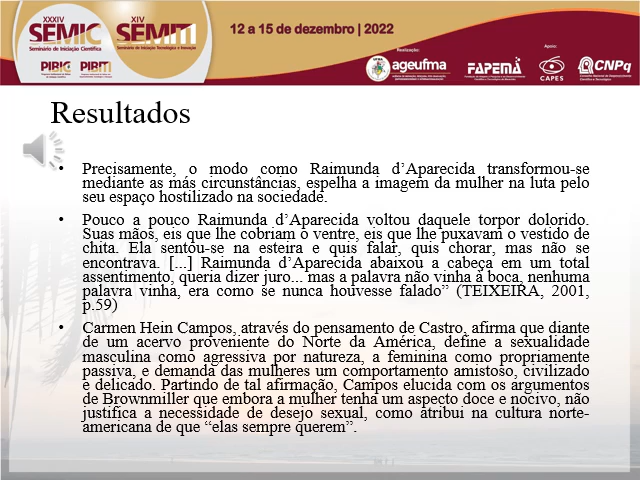 XXXIV
SEMIC
Seminário de Iniciação Científica
XIV
SEMITI
Seminário de Iniciação Tecnológica e Inovação
PIBIC
PIBITI
12 a 15 de dezembro | 2022
Realização:
ageufma
Apoio:
FAPEMA
CAPES
CNPq
Resultados
• Precisamente, o modo como Raimunda d’Aparecida transformou-se
mediante as más circunstâncias, espelha a imagem da mulher na luta pelo
seu espaço hostilizado na sociedade.
• Pouco a pouco Raimunda d’Aparecida voltou daquele torpor dolorido.
Suas mãos, eis que lhe cobriam o ventre, eis que lhe puxavam o vestido de
chita. Ela sentou-se na esteira e quis falar, quis chorar, mas não se
encontrava. [...] Raimunda d’Aparecida abaixou a cabeça em um total
assentimento, queria dizer juro... mas a palavra não vinha à boca, nenhuma
palavra vinha, era como se nunca houvesse falado” (TEIXEIRA, 2001,
p.59)
• Carmen Hein Campos, através do pensamento de Castro, afirma que diante
de um acervo proveniente do Norte da América, define a sexualidade
masculina como agressiva por natureza, a feminina como propriamente
passiva, e demanda das mulheres um comportamento amistoso, civilizado
e delicado. Partindo de tal afirmação, Campos elucida com os argumentos
de Brownmiller que embora a mulher tenha um aspecto doce e nocivo, não
justifica a necessidade de desejo sexual, como atribui na cultura norte-
americana de que “elas sempre querem”.